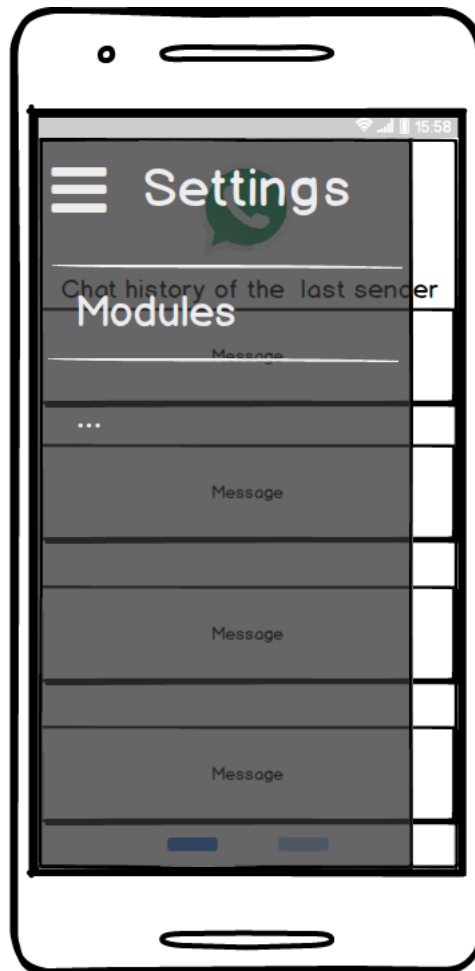 15:58
Settings
Chat history of the last sender
Modules
Message
...
Message
Message
Message